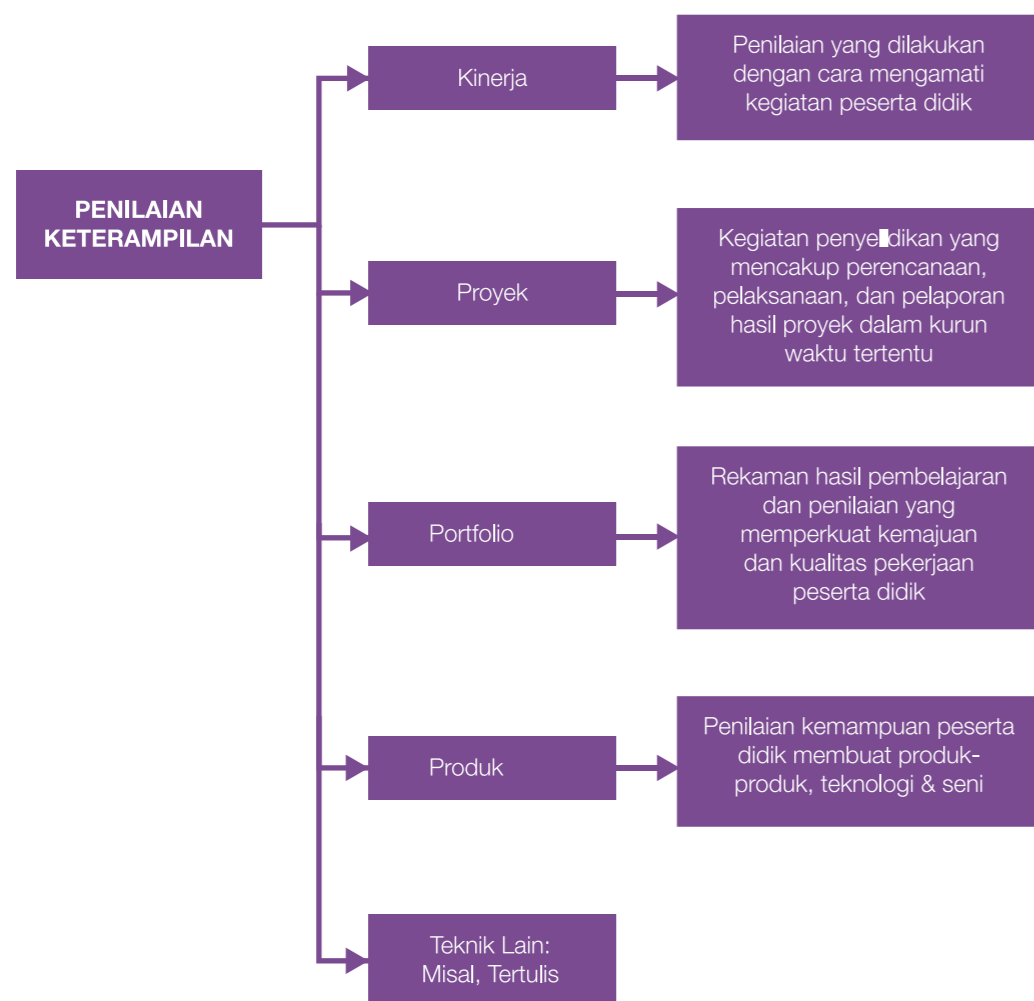 PENILAIAN
KETERAMPILAN
Kinerja
Penilaian yang dilakukan
dengan cara mengamati
kegiatan peserta didik
Proyek
Kegiatan yang
mencakup perencanaan,
pelaksanaan, dan pelaporan
hasil proyek dalam kurun
waktu tertentu
Portfolio
Rekaman hasil pembelajaran
dan penilaian yang
memperkuat kemajuan
dan kualitas pekerjaan
peserta didik
Produk
Penilaian kemampuan peserta
didik membuat produk-
produk, teknologi & seni
Teknik Lain:
Misal, Tertulis